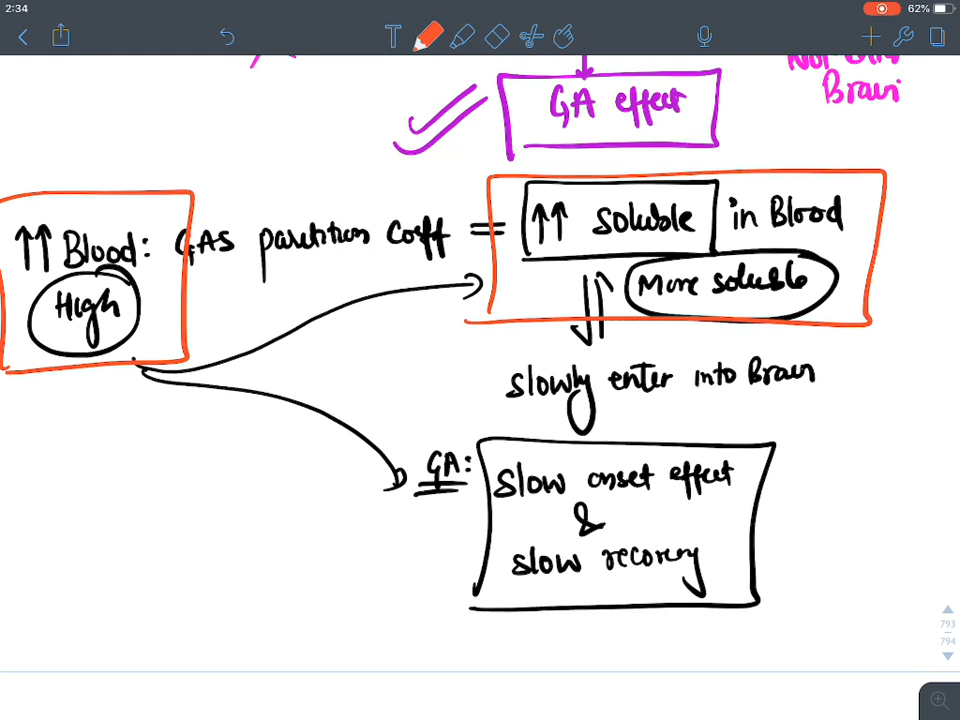 2:34
62%
T
GA effect
Brain
↑↑ Blood: GAS partition Coeff = ↑↑ soluble in Blood
High
More soluble
Slowly enter into Brain
GA: Slow onset effect
&
slow recovery
793
794